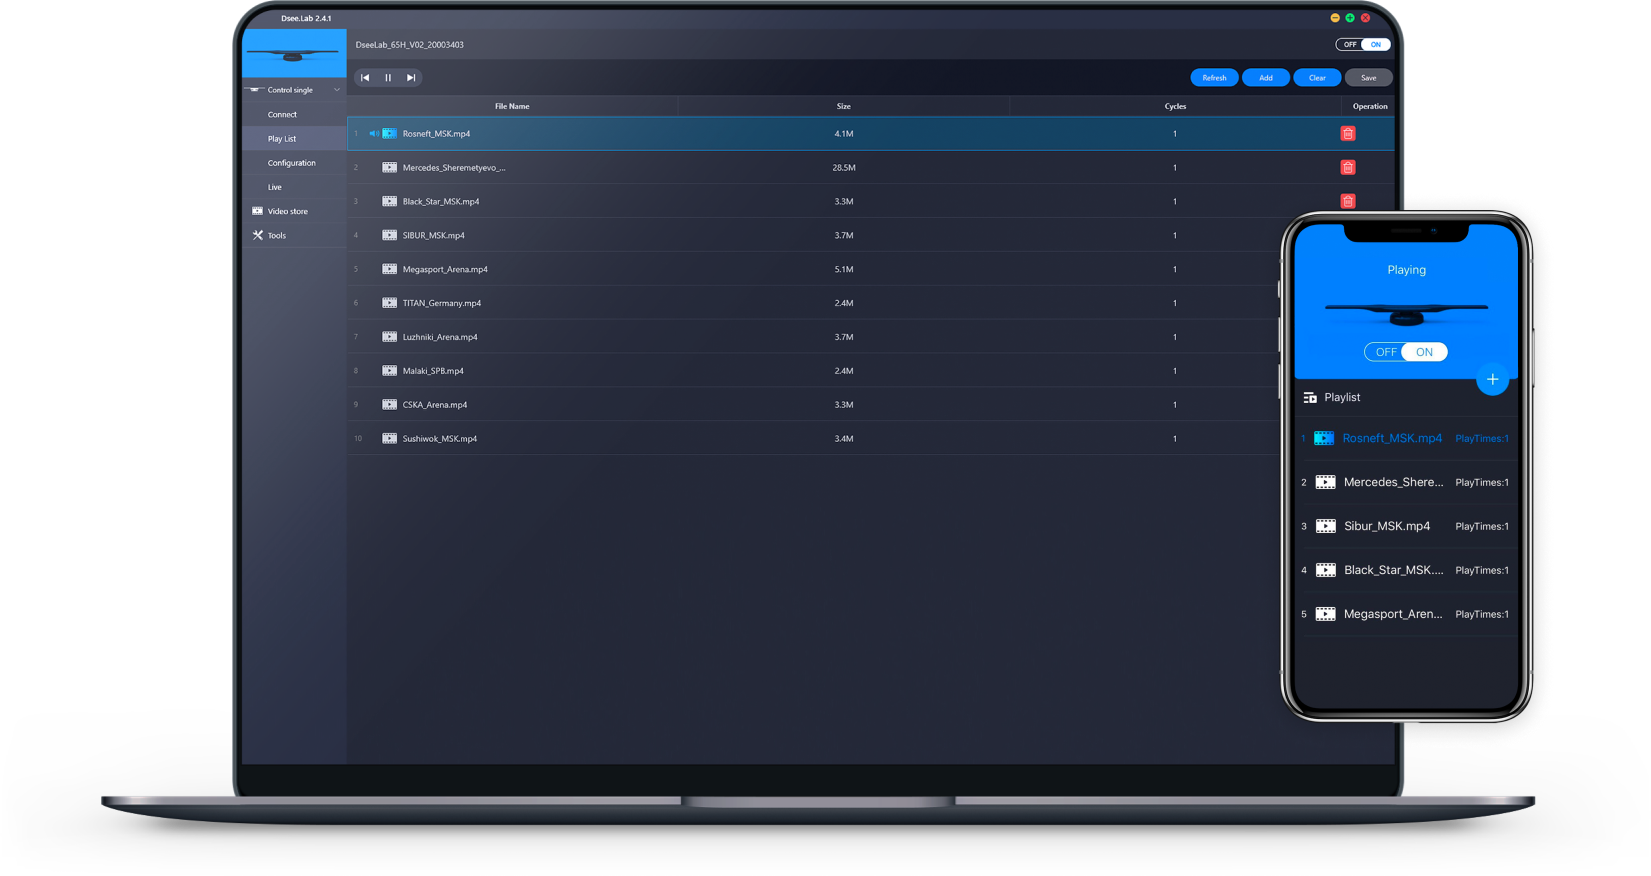 Dsee.Lab 2.4.1
DseeLab_65H_V02_20003403
OFF ON
Control single
Connect
Play List
Configuration
Live
Video store
Tools
Refresh Add Clear Save
File Name Size Cycles Operation
1 Rosneft_MSK.mp4 4.1M 1
2 Mercedes_Sheremetyevo_... 28.5M 1
3 Black_Star_MSK.mp4 3.3M 1
4 SIBUR_MSK.mp4 3.7M 1
5 Megasport_Arena.mp4 5.1M 1
6 TITAN_Germany.mp4 2.4M 1
7 Luzhniki_Arena.mp4 3.7M 1
8 Malaki_SPB.mp4 2.4M 1
9 CSKA_Arena.mp4 3.3M 1
10 Sushiwok_MSK.mp4 3.4M 1
Playing
OFF ON
Playlist
1 Rosneft_MSK.mp4 PlayTimes:1
2 Mercedes_Shere... PlayTimes:1
3 Sibur_MSK.mp4 PlayTimes:1
4 Black_Star_MSK.... PlayTimes:1
5 Megasport_Aren... PlayTimes:1